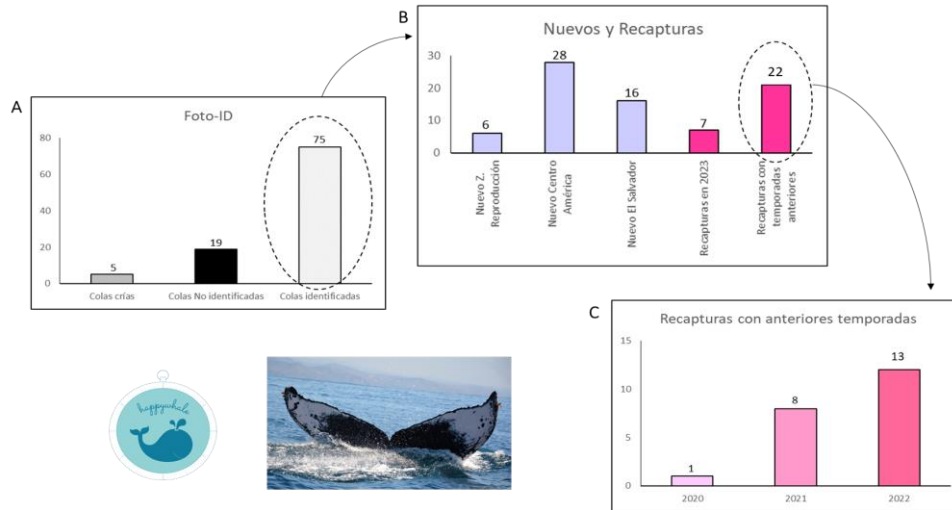 A
Foto-ID
80
60
40
20
0
5
19
75
Colas crías
Colas No identificadas
Colas identificadas
B
Nuevos y Recapturas
30
20
10
0
6
28
16
7
22
Nuevo Z.
Reproducción
Nuevo Centro
América
Nuevo El Salvador
Recapturas en 2023
Recapturas con
temporadas
anteriores
C
Recapturas con anteriores temporadas
15
10
5
0
1
8
13
2020
2021
2022
happywhale